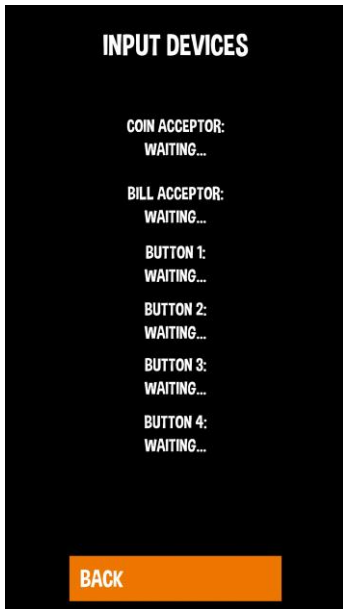 INPUT DEVICES
COIN ACCEPTOR:
WAITING...
BILL ACCEPTOR:
WAITING...
BUTTON 1:
WAITING...
BUTTON 2:
WAITING...
BUTTON 3:
WAITING...
BUTTON 4:
WAITING...
BACK